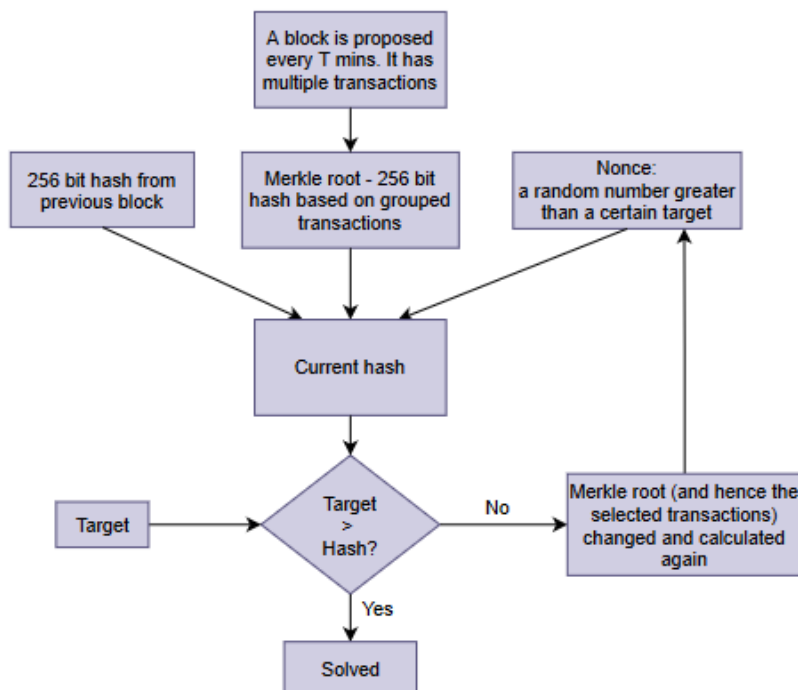 A block is proposed
every T mins. It has
multiple transactions
256 bit hash from
previous block
Merkle root - 256 bit
hash based on grouped
transactions
Nonce:
a random number greater
than a certain target
Current hash
Target
Target
>
Hash?
No
Merkle root (and hence the
selected transactions)
changed and calculated
again
Yes
Solved